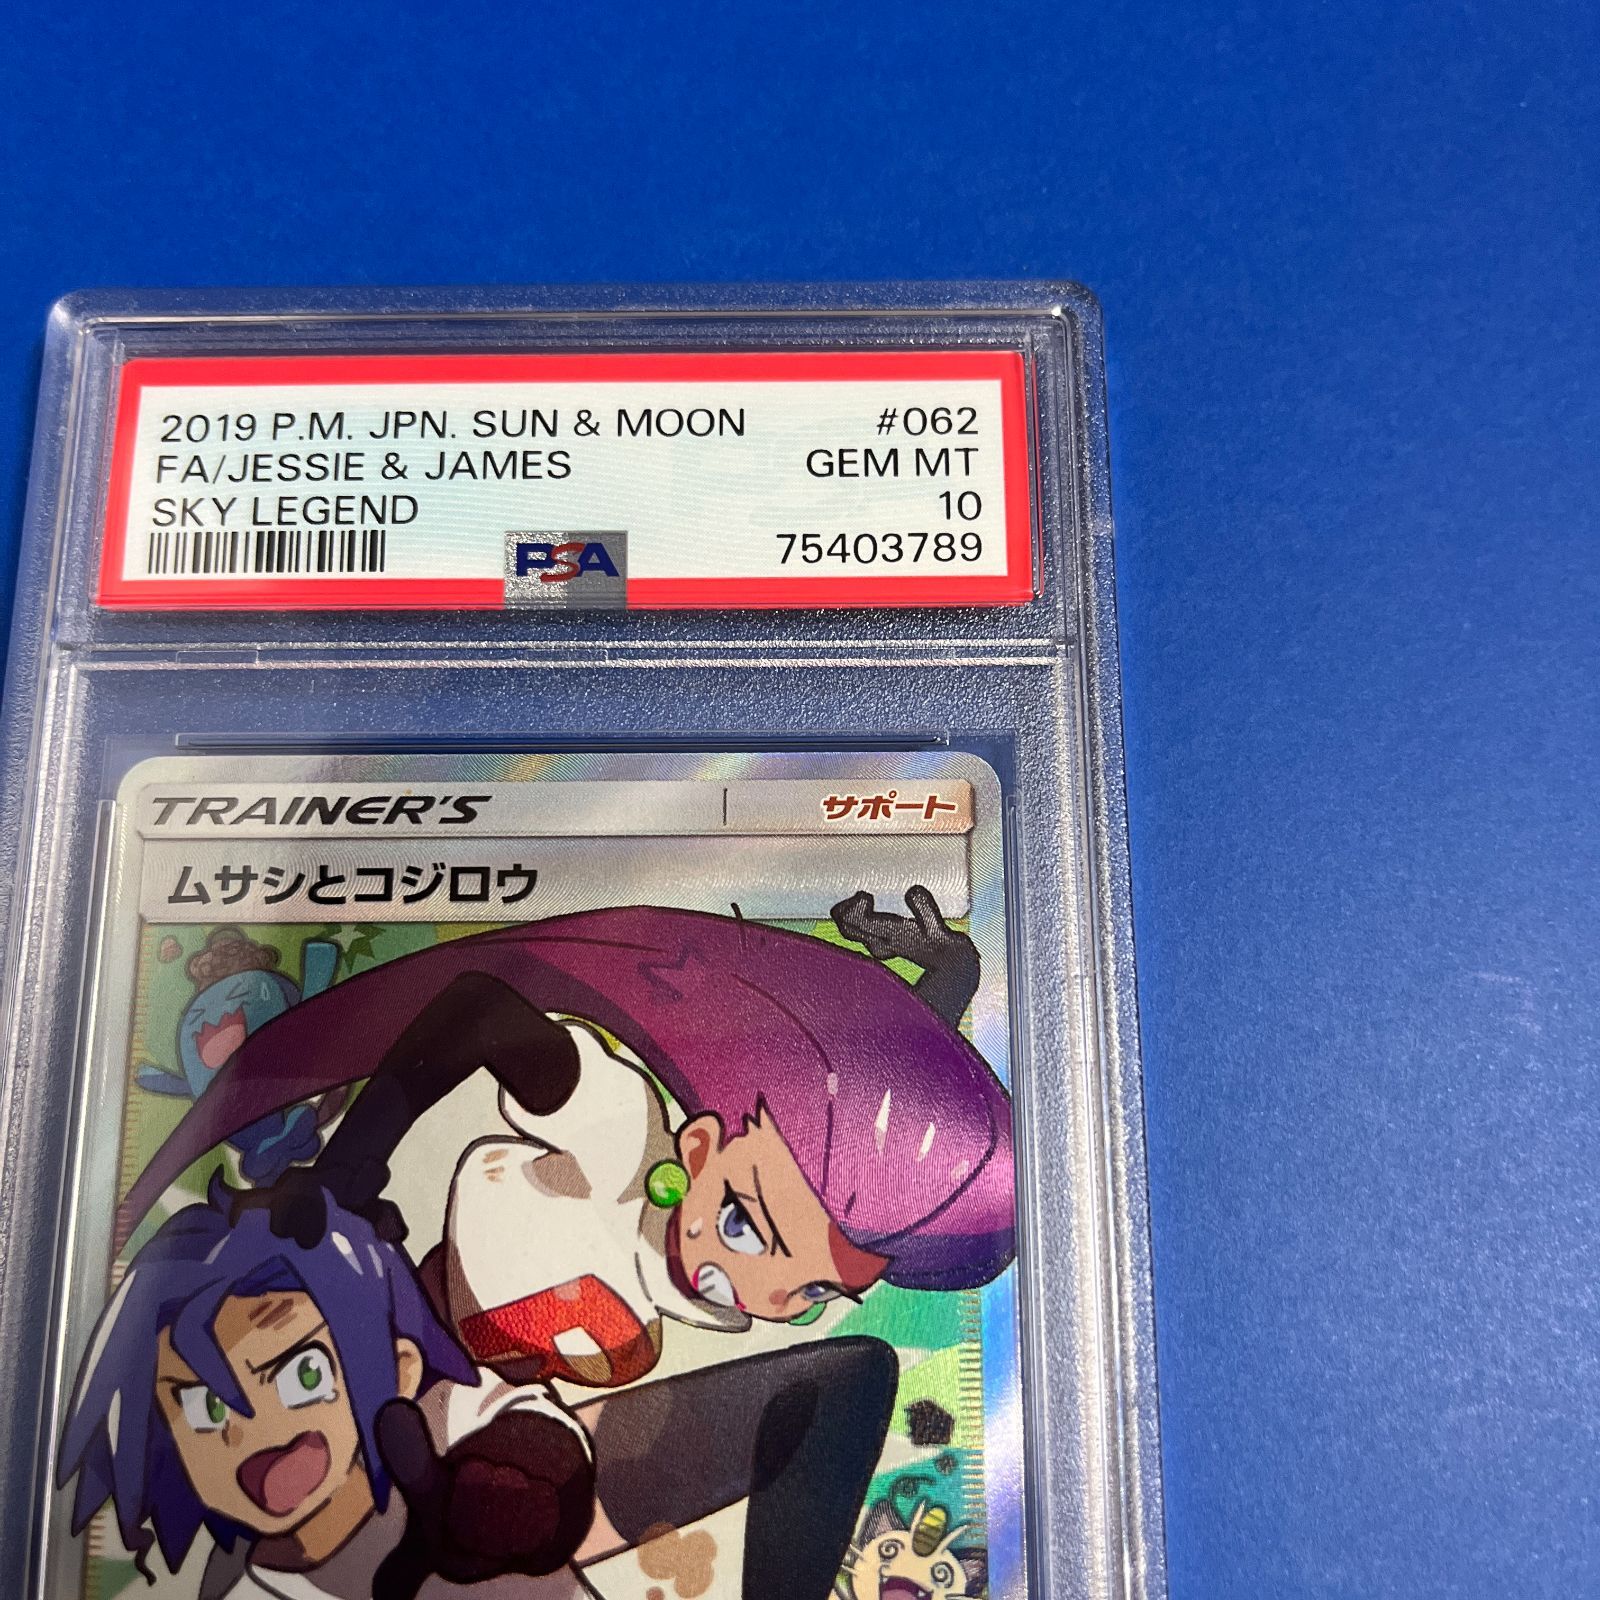 2019 P.M. JPN. SUN & MOON #062
FA/JESSIE & JAMES GEM MT
SKY LEGEND 10
PSA 75403789
TRAINER'S サポート
ムサシとコジロウ